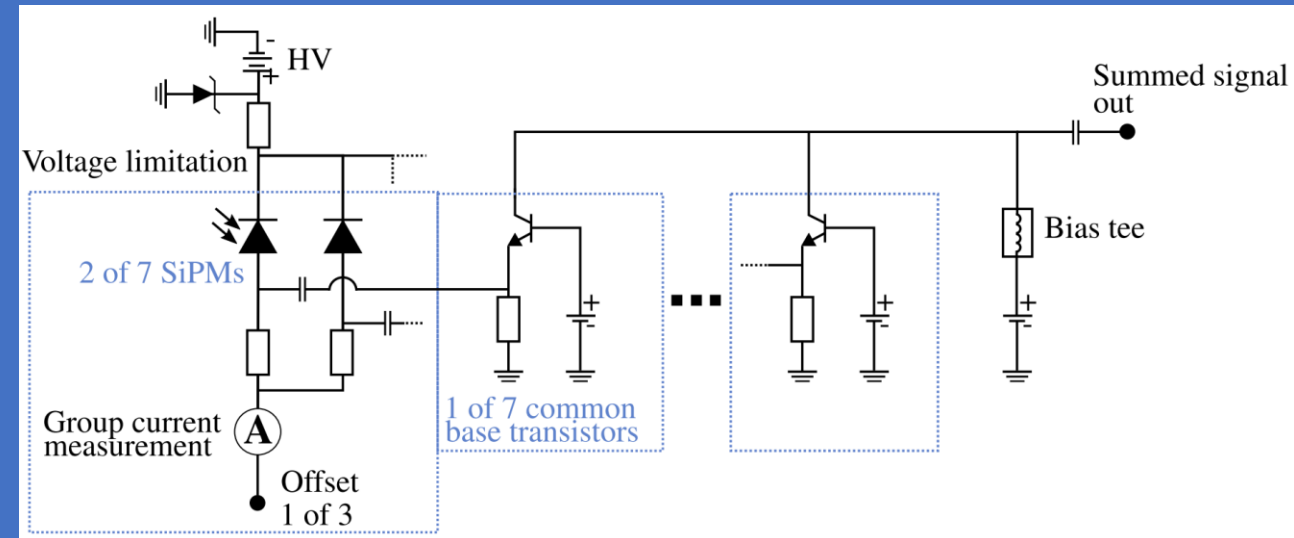 -
HV
+
Summed signal
out
Voltage limitation
2 of 7 SiPMs
Bias tee
+
-
+
-
+
-
1 of 7 common
base transistors
Group current
measurement
A
Offset
1 of 3